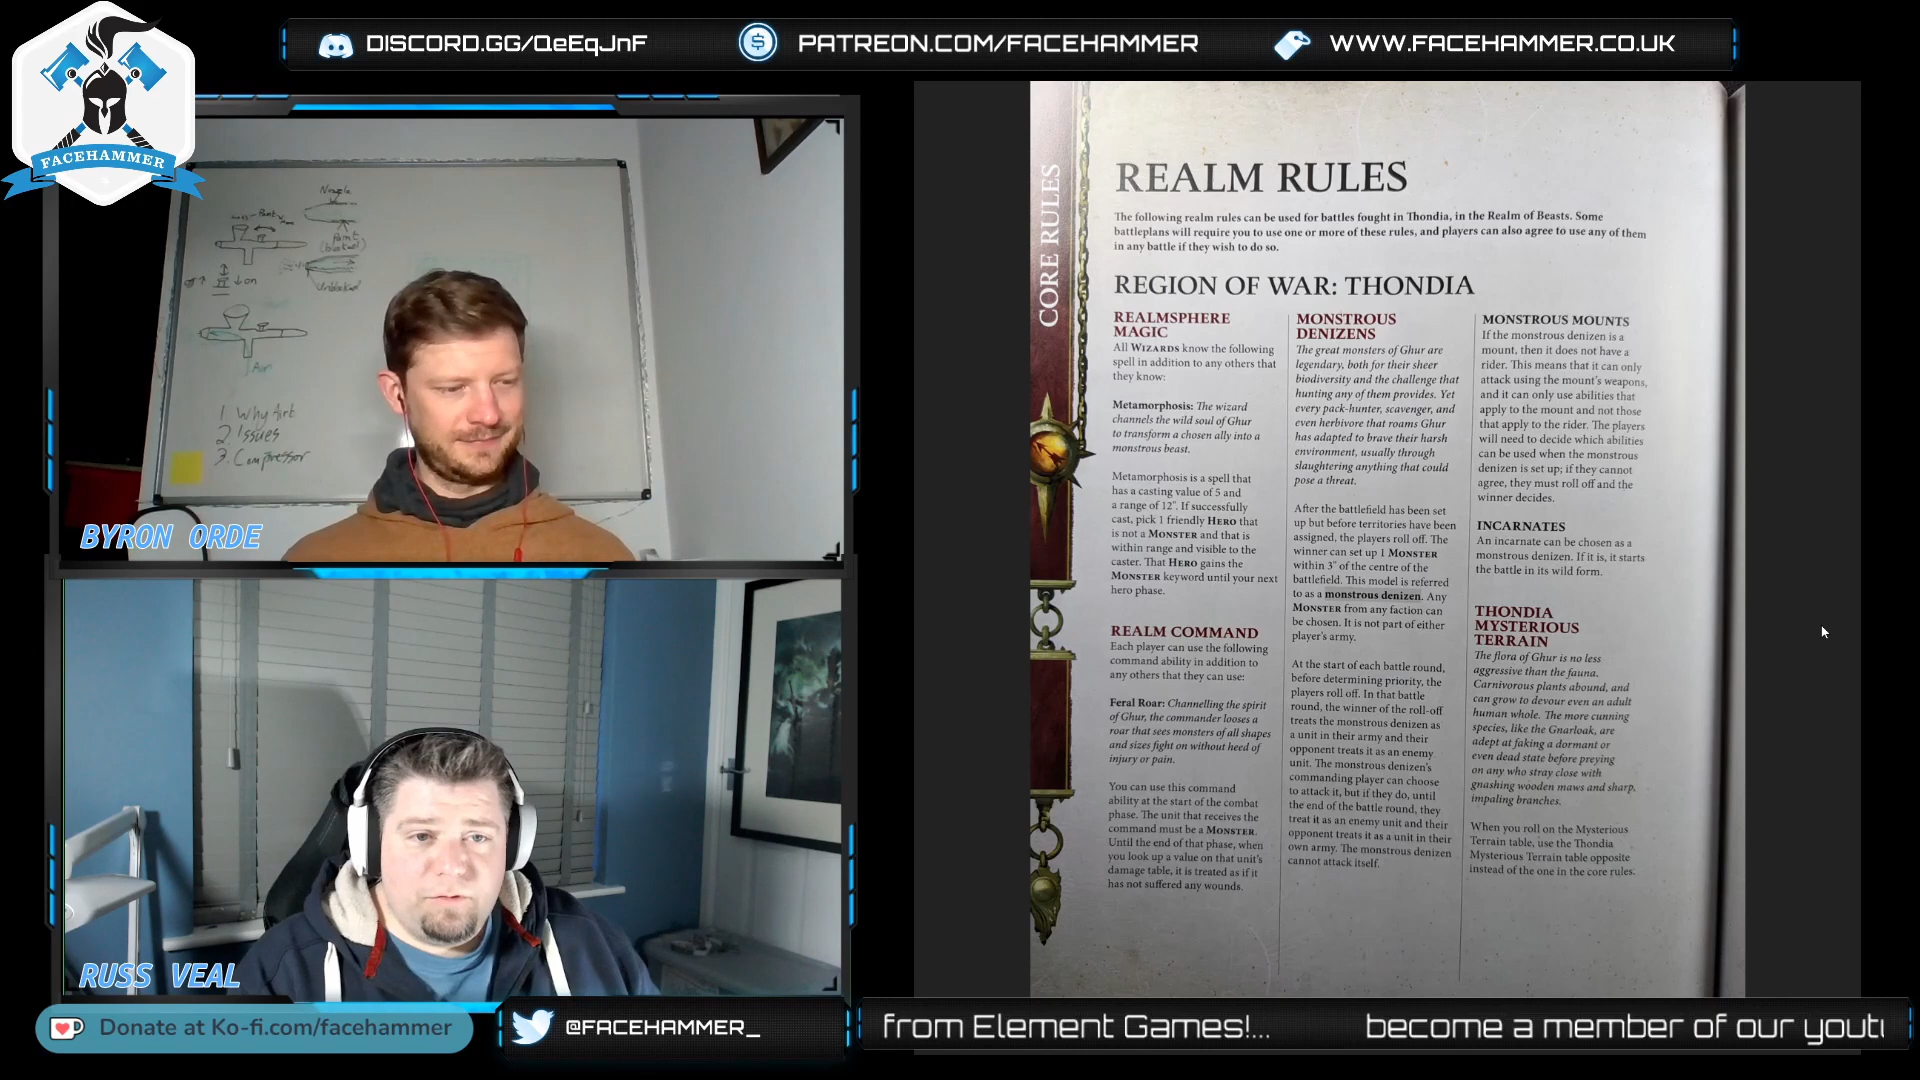 DISCORD.GG/QeEqJnF
PATREON.COM/FACEHAMMER
WWW.FACEHAMMER.CO.UK
FACEHAMMER
Nozzle
Paint
(blocked)
Unblocked
on
Air
1. Why Airb
2. Issues
3. Compressor
BYRON ORDE
RUSS VEAL
CORE RULES
REALM RULES
The following realm rules can be used for battles fought in Thondia, in the Realm of Beasts. Some
battleplans will require you to use one or more of these rules, and players can also agree to use any of them
in any battle if they wish to do so.
REGION OF WAR: THONDIA
REALMSPHERE
MAGIC
All WIZARDS know the following
spell in addition to any others that
they know:
Metamorphosis: The wizard
channels the wild soul of Ghur
to transform a chosen ally into a
monstrous beast.
Metamorphosis is a spell that
has a casting value of 5 and
a range of 12". If successfully
cast, pick 1 friendly HERO that
is not a MONSTER and that is
within range and visible to the
caster. That HERO gains the
MONSTER keyword until your next
hero phase.
REALM COMMAND
Each player can use the following
command ability in addition to
any others that they can use:
Feral Roar: Channelling the spirit
of Ghur, the commander looses a
roar that sees monsters of all shapes
and sizes fight on without heed of
injury or pain.
You can use this command
ability at the start of the combat
phase. The unit that receives the
command must be a MONSTER.
Until the end of that phase, when
you look up a value on that unit's
damage table, it is treated as if it
has not suffered any wounds.
MONSTROUS
DENIZENS
The great monsters of Ghur are
legendary, both for their sheer
biodiversity and the challenge that
hunting any of them provides. Yet
every pack-hunter, scavenger, and
even herbivore that roams Ghur
has adapted to brave their harsh
environment, usually through
slaughtering anything that could
pose a threat.
After the battlefield has been set
up but before territories have been
assigned, the players roll off. The
winner can set up 1 MONSTER
within 3" of the centre of the
battlefield. This model is referred
to as a monstrous denizen. Any
MONSTER from any faction can
be chosen. It is not part of either
player's army.
At the start of each battle round,
before determining priority, the
players roll off. In that battle
round, the winner of the roll-off
treats the monstrous denizen as
a unit in their army and their
opponent treats it as an enemy
unit. The monstrous denizen's
commanding player can choose
to attack it, but if they do, until
the end of the battle round, they
treat it as an enemy unit and their
opponent treats it as a unit in their
own army. The monstrous denizen
cannot attack itself.
MONSTROUS MOUNTS
If the monstrous denizen is a
mount, then it does not have a
rider. This means that it can only
attack using the mount's weapons,
and it can only use abilities that
apply to the mount and not those
that apply to the rider. The players
will need to decide which abilities
can be used when the monstrous
denizen is set up; if they cannot
agree, they must roll off and the
winner decides.
INCARNATES
An incarnate can be chosen as a
monstrous denizen. If it is, it starts
the battle in its wild form.
THONDIA
MYSTERIOUS
TERRAIN
The flora of Ghur is no less
aggressive than the fauna.
Carnivorous plants abound, and
can grow to devour even an adult
human whole. The more cunning
species, like the Gnarloak, are
adept at faking a dormant or
even dead state before preying
on any who stray close with
gnashing wooden maws and sharp,
impaling branches.
When you roll on the Mysterious
Terrain table, use the Thondia
Mysterious Terrain table opposite
instead of the one in the core rules.
Donate at Ko-fi.com/facehammer
@FACEHAMMER_
from Element Games!...
become a member of our yout